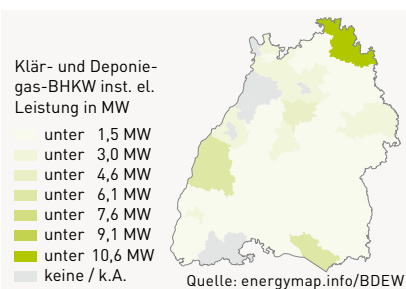 Klär- und Deponie-
gas-BHKW inst. el.
Leistung in MW
unter 1,5 MW
unter 3,0 MW
unter 4,6 MW
unter 6,1 MW
unter 7,6 MW
unter 9,1 MW
unter 10,6 MW
keine / k.A.
Quelle: energymap.info/BDEW